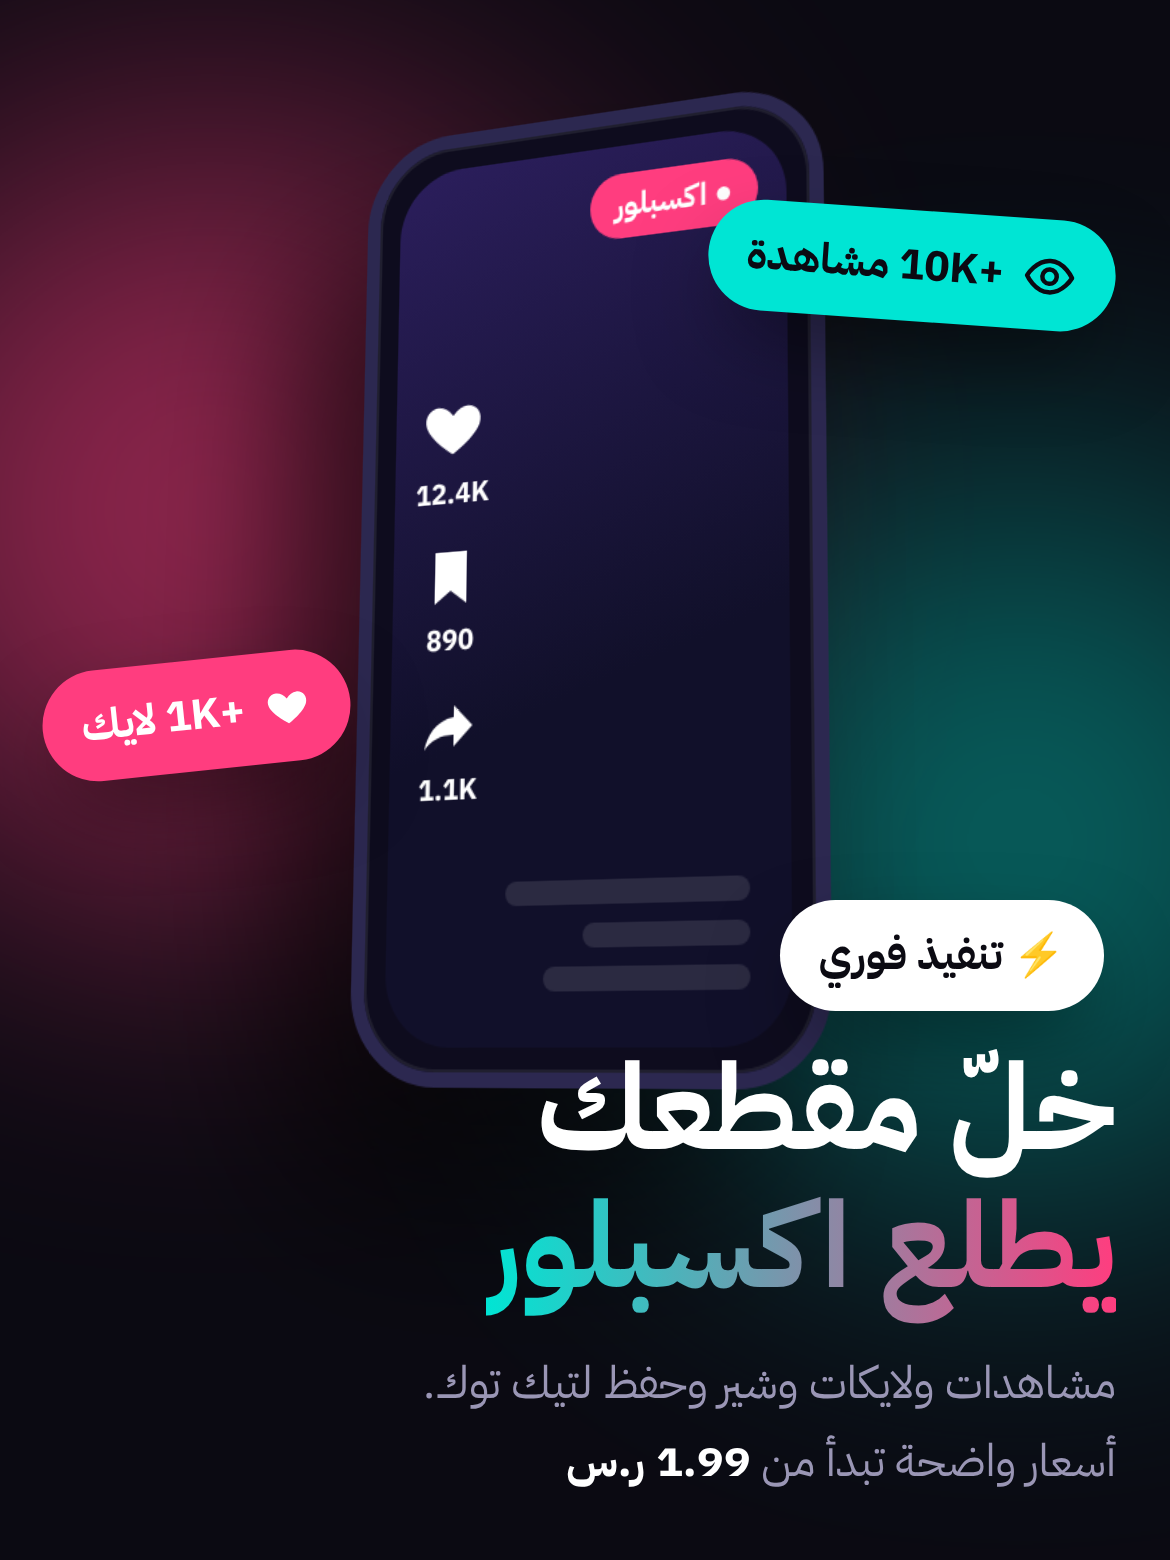 اكسبلور
+10K مشاهدة
12.4K
890
+1K لايك
1.1K
⚡ تنفيذ فوري
خلّ مقطعك
يطلع اكسبلور
مشاهدات ولايكات وشير وحفظ لتيك توك.
أسعار واضحة تبدأ من 1.99 ر.س